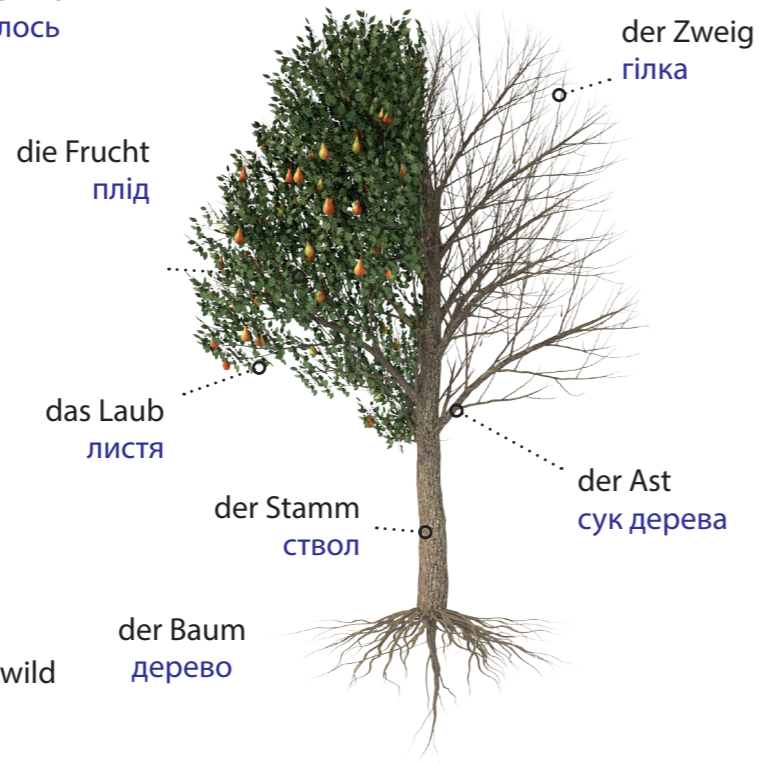 лось
der Zweig
гілка
die Frucht
плід
das Laub
листя
der Ast
сук дерева
der Stamm
ствол
der Baum
дерево
wild